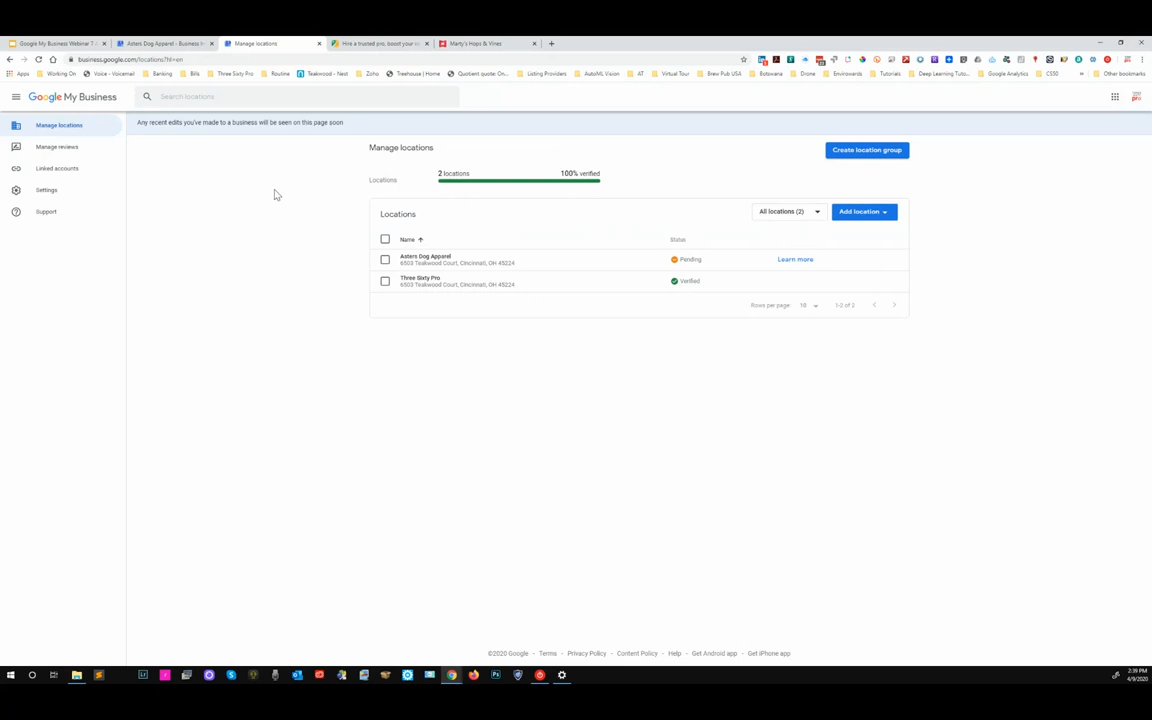 Google My Business Webinar T
Asters Dog Apparel - Business I
Manage locations
Hire a trusted pro, boost your
Marty's Hops & Vines
business.google.com/locations?hl=en
Apps
Working On
Voice - Voicemail
Banking
Bills
Three Sixty Pro
Routine
Teakwood - Nest
Zoho
Treehouse | Home
Quotient quote: On...
Listing Providers
AutoML Vision
AT
Virtual Tour
Brew Pub USA
Botswana
Drone
Envirowerds
Tutorials
Deep Learning Tuto...
Google Analytics
CS50
»
Other bookmarks
Google My Business
Search locations
Manage locations
Manage reviews
Linked accounts
Settings
Support
Any recent edits you've made to a business will be seen on this page soon
Manage locations
Create location group
Locations
2 locations
100% verified
Locations
All locations (2)
Add location
Name
Status
Asters Dog Apparel
6503 Teakwood Court, Cincinnati, OH 45224
Pending
Learn more
Three Sixty Pro
6503 Teakwood Court, Cincinnati, OH 45224
Verified
Rows per page: 10
1-2 of 2
©2020 Google - Terms - Privacy Policy - Content Policy - Help - Get Android app - Get iPhone app
2:39 PM
4/9/2020